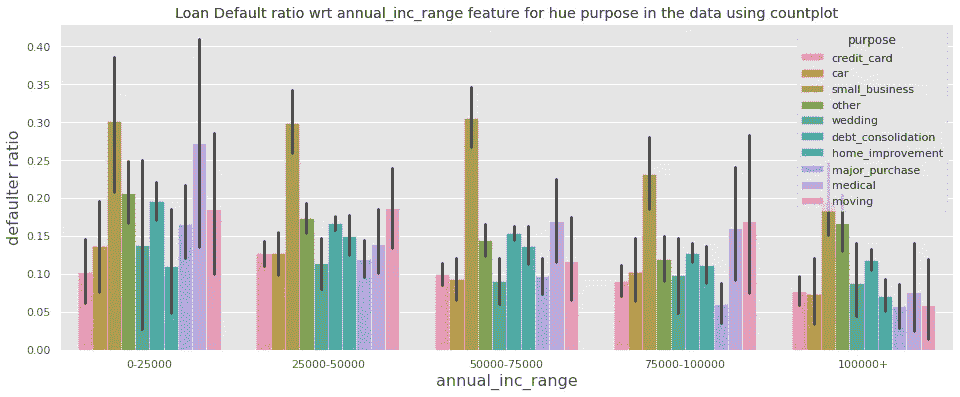 Loan Default ratio wrt annual_inc_range feature for hue purpose in the data using countplot
defaulter ratio
0.40
0.35
0.30
0.25
0.20
0.15
0.10
0.05
0.00
purpose
credit_card
car
small_business
other
wedding
debt_consolidation
home_improvement
major_purchase
medical
moving
0-25000 25000-50000 50000-75000 75000-100000 100000+
annual_inc_range